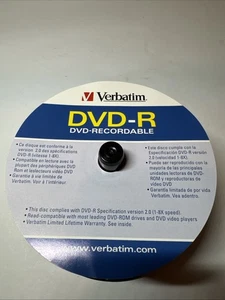 Verbatim
DVD-R
DVD-RECORDABLE
• Ce disque est conforme à la
version 2.0 des spécifications
DVD-R (vitesse 1-8X).
• Compatible en lecture avec la
plupart des périphériques DVD
Rom et lecteurs vidéo DVD
• Garantie à vie limitée de
Verbatim. Voir à l'intérieur
• Este disco cumple con la
Especificación DVD-R versión
2.0 (velocidad 1-8X).
• Puede ser reproducido con la
mayoría de las principales
unidades lectoras de DVD-
ROM y reproductores de
vídeo DVD
• Garantía limitada de por vida
Verbatim. Ver adentro
• This disc complies with DVD-R Specification version 2.0 (1-8X speed).
• Read-compatible with most leading DVD-ROM drives and DVD video players
• Verbatim Limited Lifetime Warranty. See inside.
www.verbatim.com